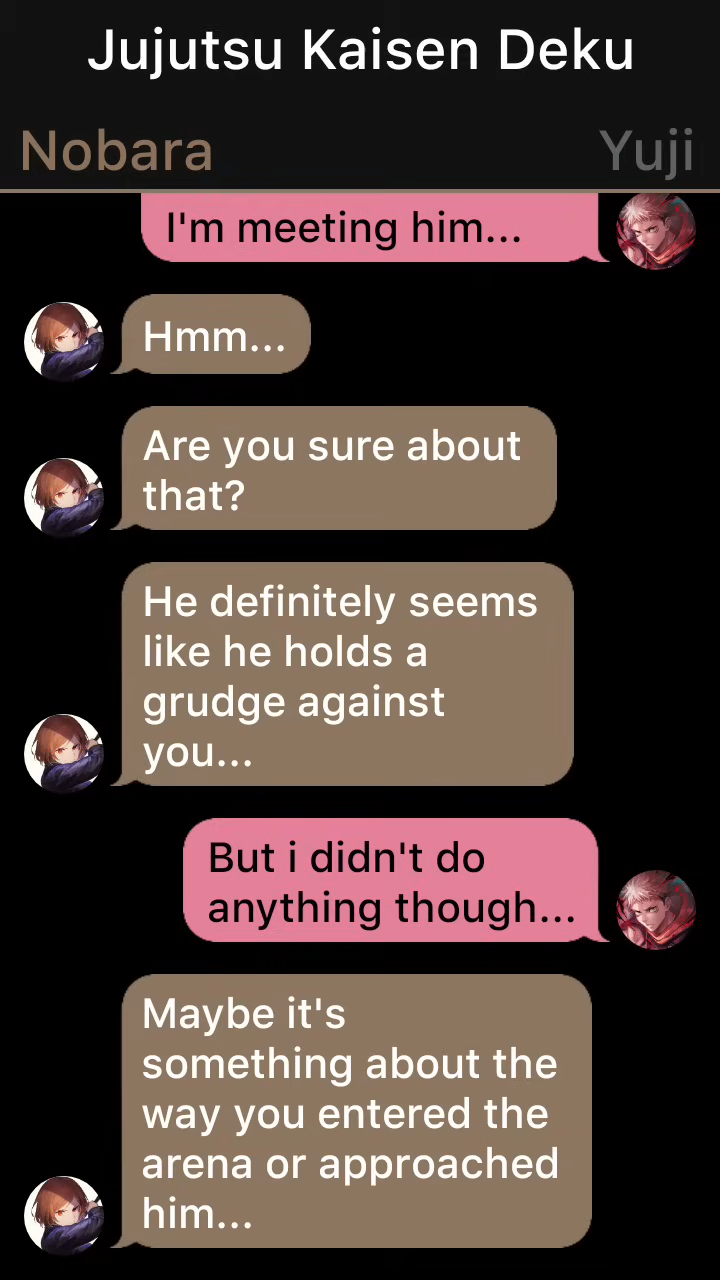 Jujutsu Kaisen Deku
Nobara
Yuji
I'm meeting him...
Hmm...
Are you sure about
that?
He definitely seems
like he holds a
grudge against
you...
But i didn't do
anything though...
Maybe it's
something about the
way you entered the
arena or approached
him...